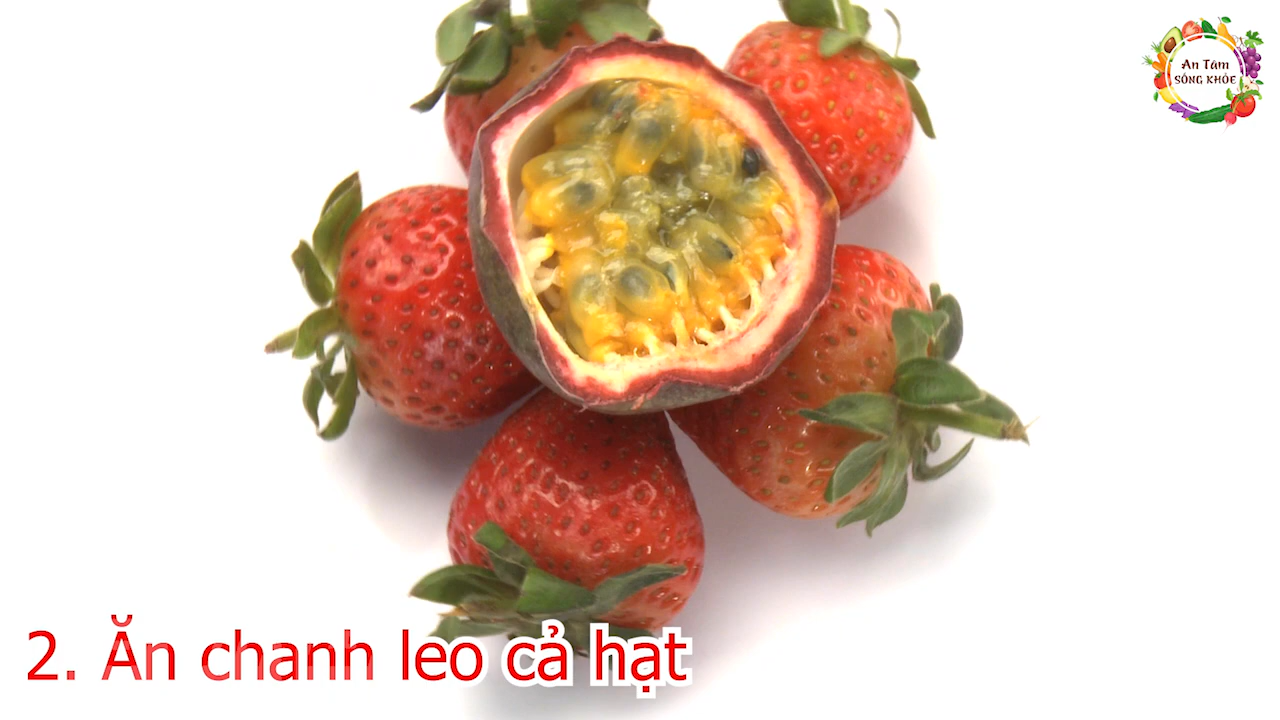 An Tâm
SỐNG KHỎE
2. Ăn chanh leo cả hạt